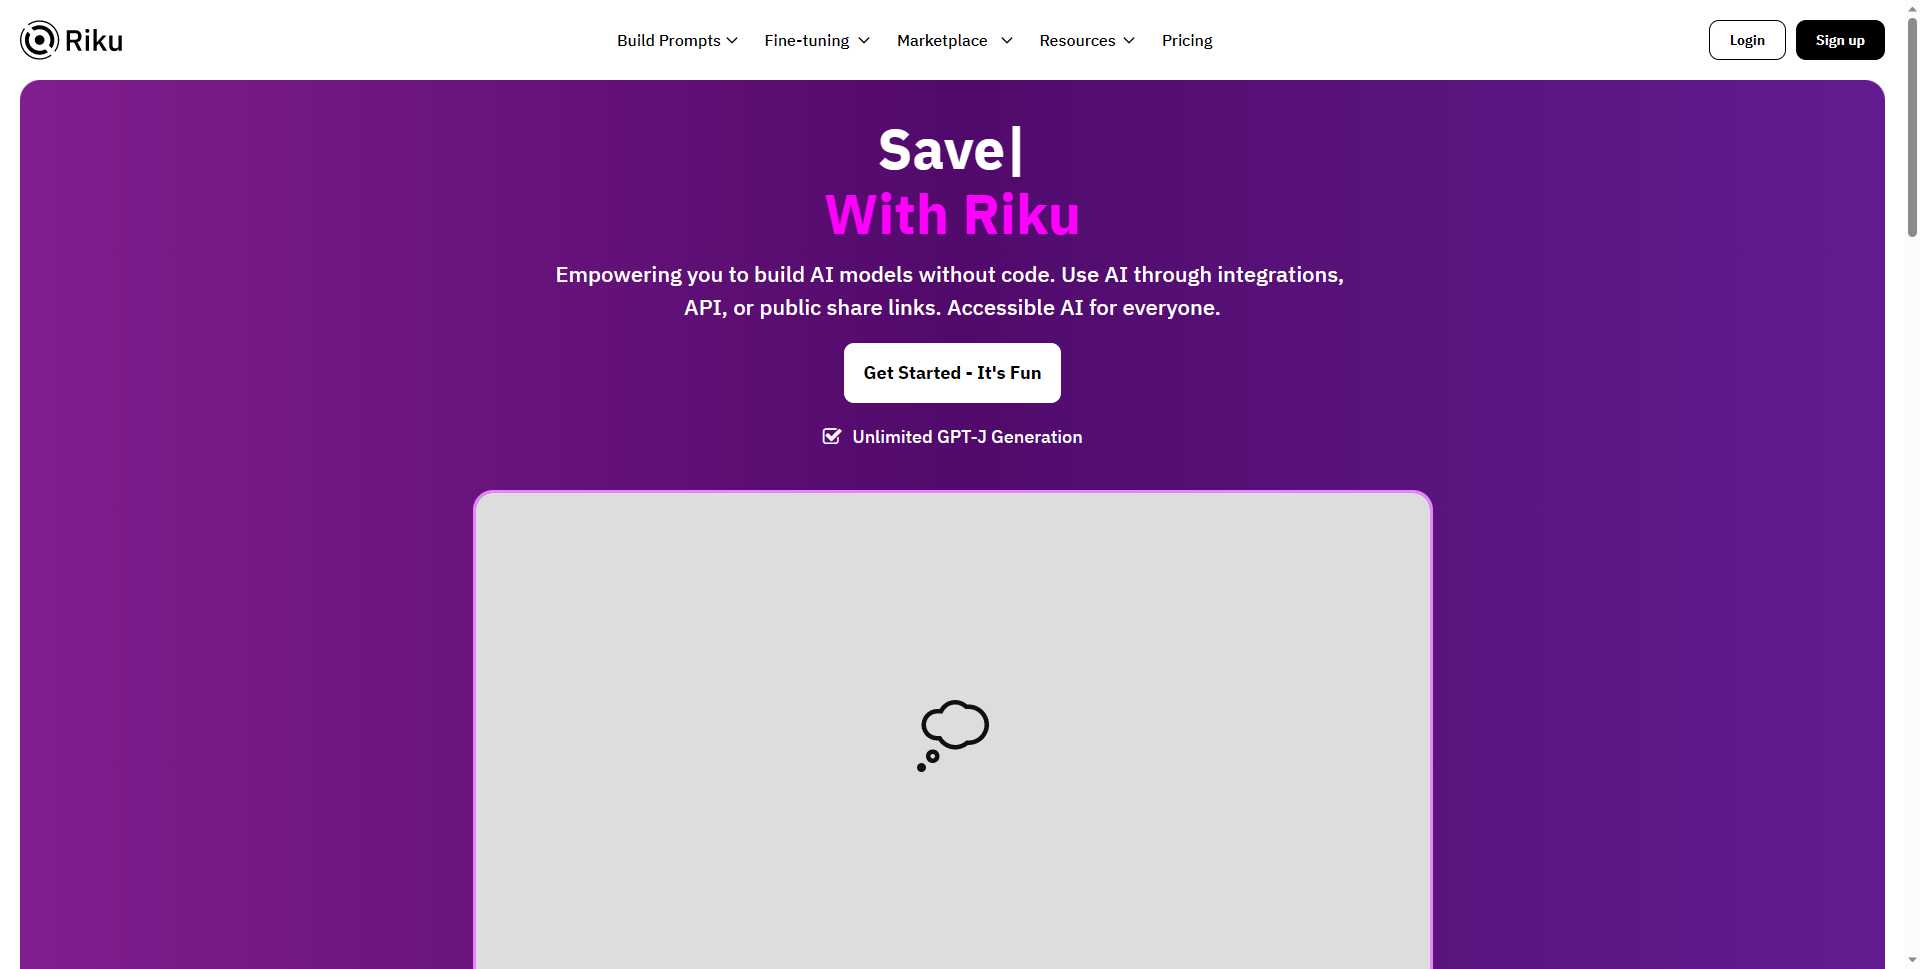 Riku
Build Prompts
Fine-tuning
Marketplace
Resources
Pricing
Login
Sign up
Save|
With Riku
Empowering you to build AI models without code. Use AI through integrations,
API, or public share links. Accessible AI for everyone.
Get Started - It's Fun
Unlimited GPT-J Generation